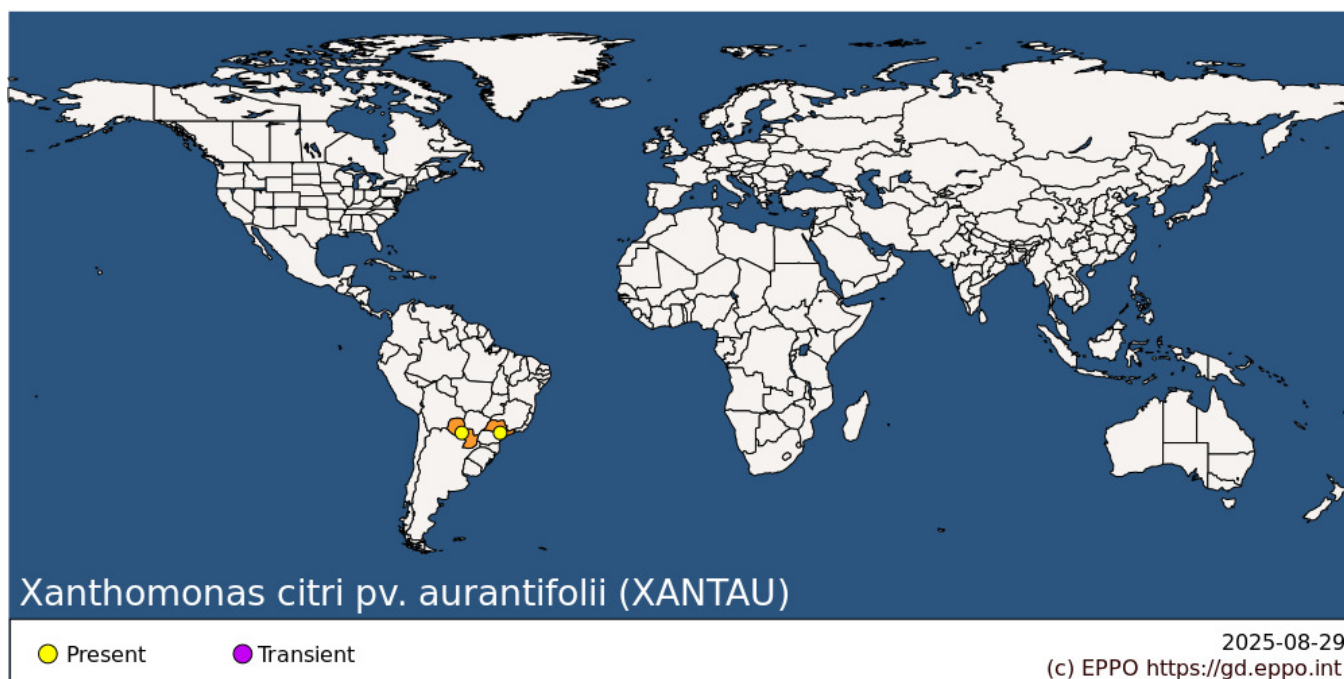 Xanthomonas citri pv. aurantifolii (XANTAU)
Present
Transient
2025-08-29
(c) EPPO https://gd.eppo.int